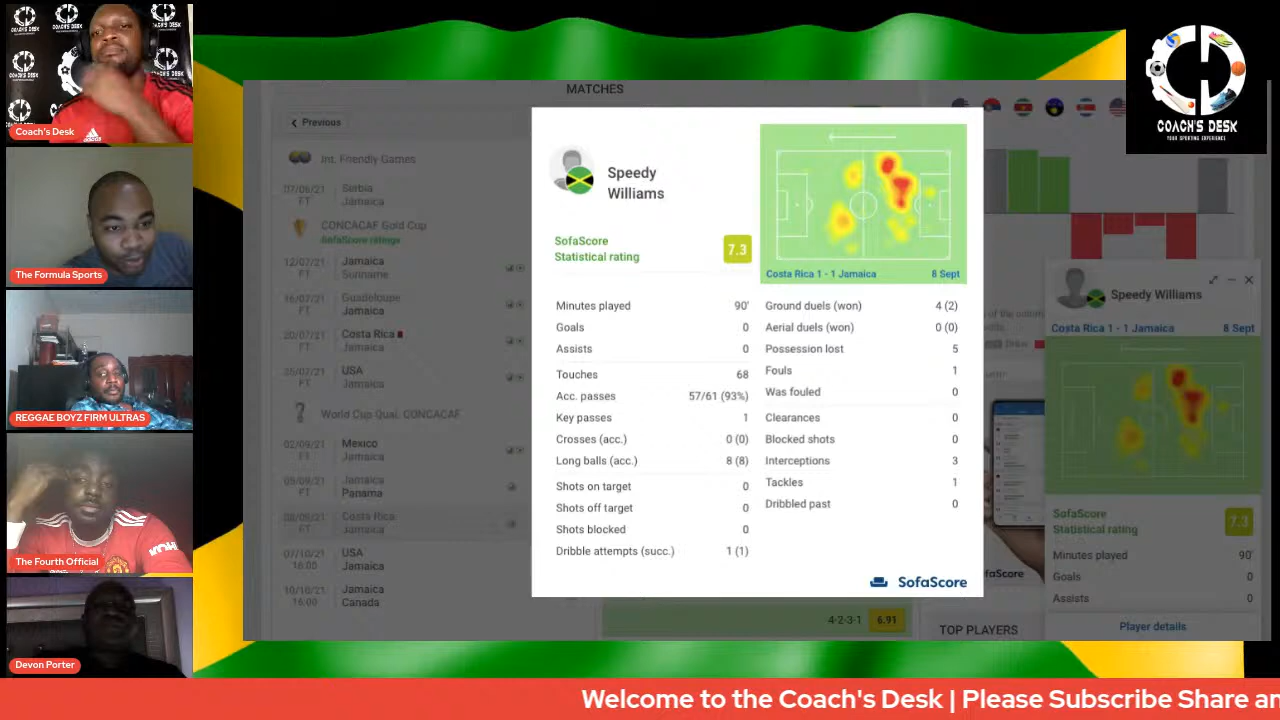 Coach's Desk
The Formula Sports
REGGAE BOYZ FIRM ULTRAS
The Fourth Official
Devon Porter
COACH'S DESK
YOUR SPORTING EXPERIENCE
MATCHES
Previous
Int. Friendly Games
07/06/21 Serbia
FT Jamaica
CONCACAF Gold Cup
SofaScore ratings
12/07/21 Jamaica
FT Suriname
16/07/21 Guadeloupe
FT Jamaica
20/07/21 Costa Rica
FT Jamaica
26/07/21 USA
FT Jamaica
World Cup Qual. CONCACAF
02/09/21 Mexico
FT Jamaica
05/09/21 Jamaica
FT Panama
08/09/21 Costa Rica
FT Jamaica
07/10/21 USA
16:00 Jamaica
10/10/21 Jamaica
16:00 Canada
Speedy
Williams
SofaScore
Statistical rating
7.3
Costa Rica 1 - 1 Jamaica 8 Sept
Minutes played 90'
Goals 0
Assists 0
Touches 68
Acc. passes 57/61 (93%)
Key passes 1
Crosses (acc.) 0 (0)
Long balls (acc.) 8 (8)
Shots on target 0
Shots off target 0
Shots blocked 0
Dribble attempts (succ.) 1 (1)
Ground duels (won) 4 (2)
Aerial duels (won) 0 (0)
Possession lost 5
Fouls 1
Was fouled 0
Clearances 0
Blocked shots 0
Interceptions 3
Tackles 1
Dribbled past 0
SofaScore
4-2-3-1 6.91
TOP PLAYERS
Speedy Williams
Costa Rica 1 - 1 Jamaica 8 Sept
SofaScore
Statistical rating
7.3
Minutes played 90'
Goals 0
Assists 0
Player details
Welcome to the Coach's Desk | Please Subscribe Share an